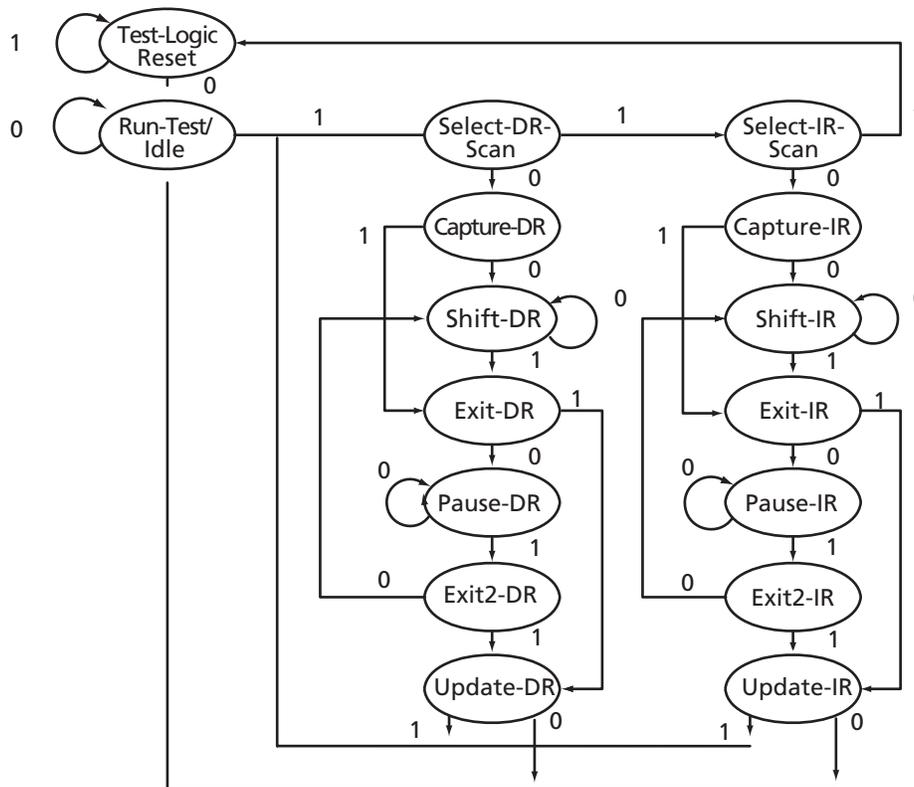 1
Test-Logic
Reset
0
0
Run-Test/
Idle
1
Select-DR-
Scan
1
Select-IR-
Scan
0
0
1
Capture-DR
1
Capture-IR
0
0
Shift-DR
0
Shift-IR
1
1
Exit-DR
1
Exit-IR
1
0
0
0
Pause-DR
0
Pause-IR
1
1
0
Exit2-DR
0
Exit2-IR
1
1
Update-DR
Update-IR
1
0
1
0